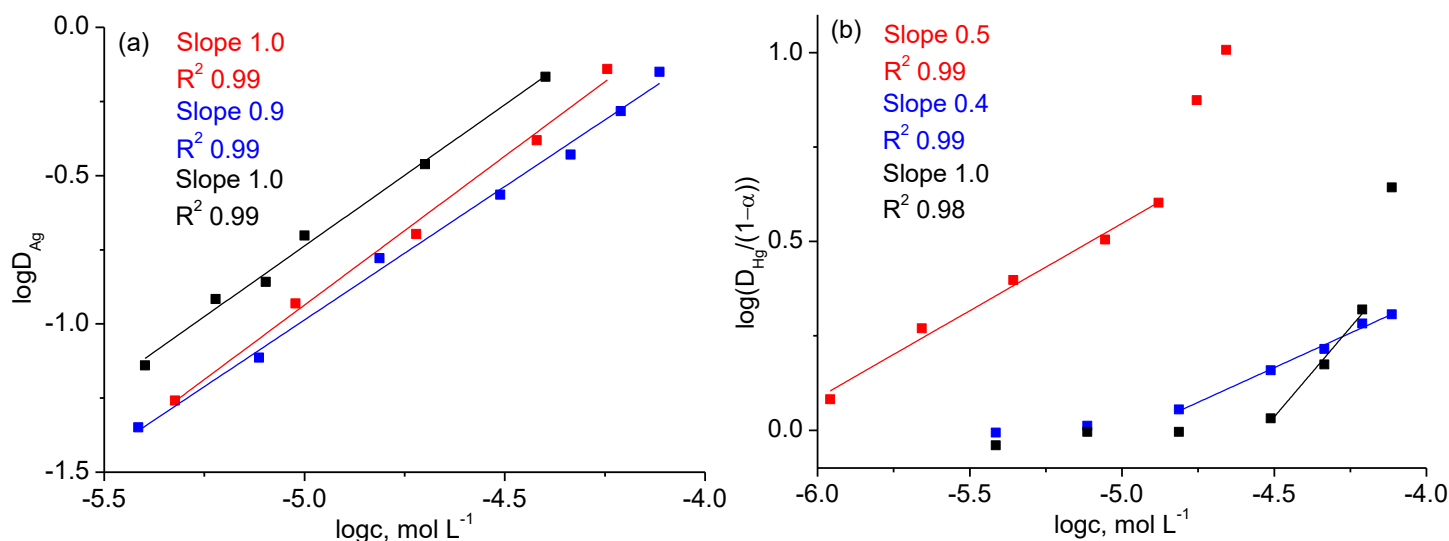 (a)
Slope 1.0
R² 0.99
Slope 0.9
R² 0.99
Slope 1.0
R² 0.99
0.0
-0.5
-1.0
-1.5
logD_Ag
-5.5 -5.0 -4.5 -4.0
logc, mol L⁻¹
(b)
Slope 0.5
R² 0.99
Slope 0.4
R² 0.99
Slope 1.0
R² 0.98
1.0
0.5
0.0
log(D_Hg/(1−α))
-6.0 -5.5 -5.0 -4.5 -4.0
logc, mol L⁻¹